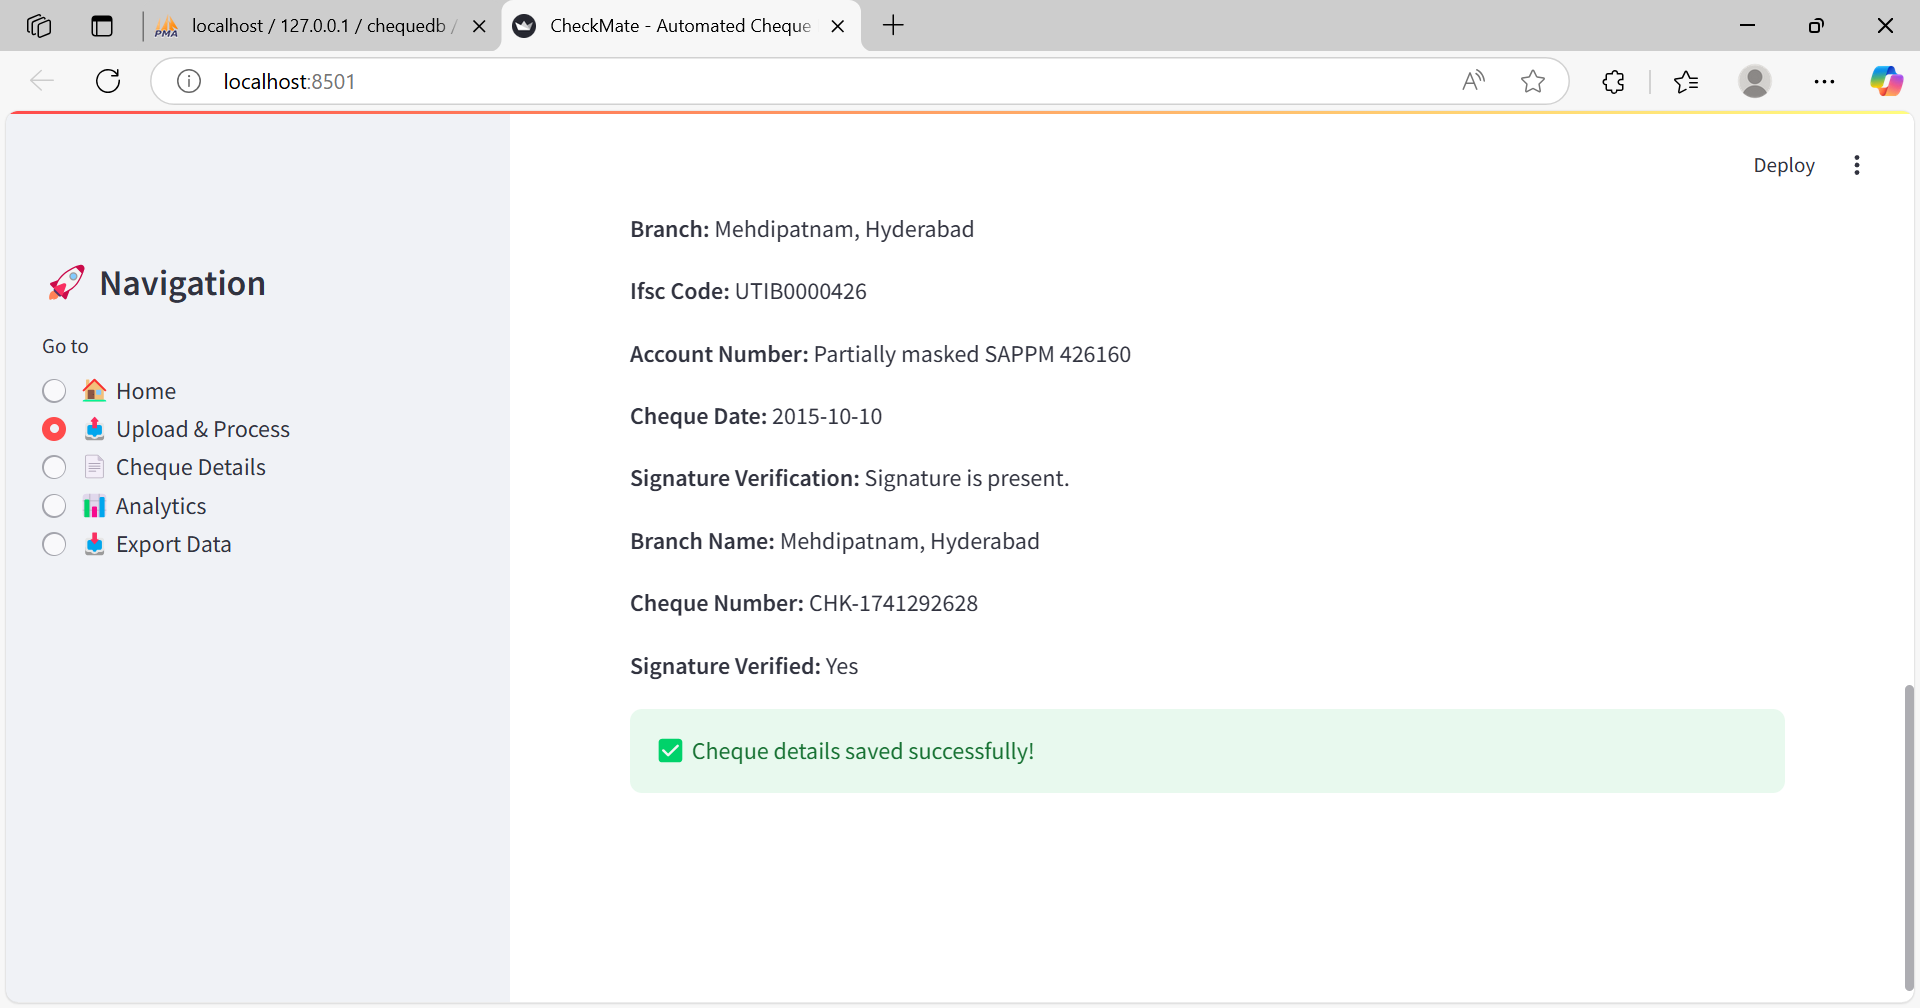 localhost / 127.0.0.1 / chequedb /
CheckMate - Automated Cheque
localhost:8501
Deploy
Navigation
Go to
Home
Upload & Process
Cheque Details
Analytics
Export Data
Branch: Mehdipatnam, Hyderabad
Ifsc Code: UTIB0000426
Account Number: Partially masked SAPPM 426160
Cheque Date: 2015-10-10
Signature Verification: Signature is present.
Branch Name: Mehdipatnam, Hyderabad
Cheque Number: CHK-1741292628
Signature Verified: Yes
Cheque details saved successfully!